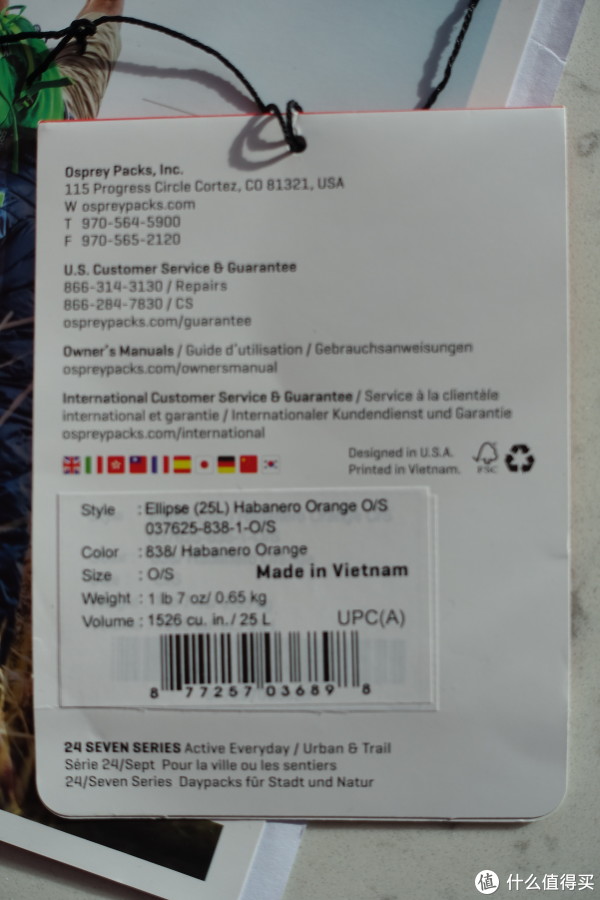 Osprey Packs, Inc.
115 Progress Circle Cortez, CO 81321, USA
W ospreypacks.com
T 970-564-5900
F 970-565-2120
U.S. Customer Service & Guarantee
866-314-3130 / Repairs
866-284-7830 / CS
ospreypacks.com/guarantee
Owner's Manuals / Guide d'utilisation / Gebrauchsanweisungen
ospreypacks.com/ownersmanual
International Customer Service & Guarantee / Service à la clientèle
international et garantie / Internationaler Kundendienst und Garantie
ospreypacks.com/international
Designed in U.S.A.
Printed in Vietnam.
FSC
Style : Ellipse (25L) Habanero Orange O/S
037625-838-1-O/S
Color : 838/ Habanero Orange
Size : O/S Made in Vietnam
Weight : 1 lb 7 oz/ 0.65 kg
Volume : 1526 cu. in./ 25 L UPC(A)
8 77257 03689 8
24 SEVEN SERIES Active Everyday / Urban & Trail
Série 24/Sept Pour la ville ou les sentiers
24/Seven Series Daypacks für Stadt und Natur
值 什么值得买